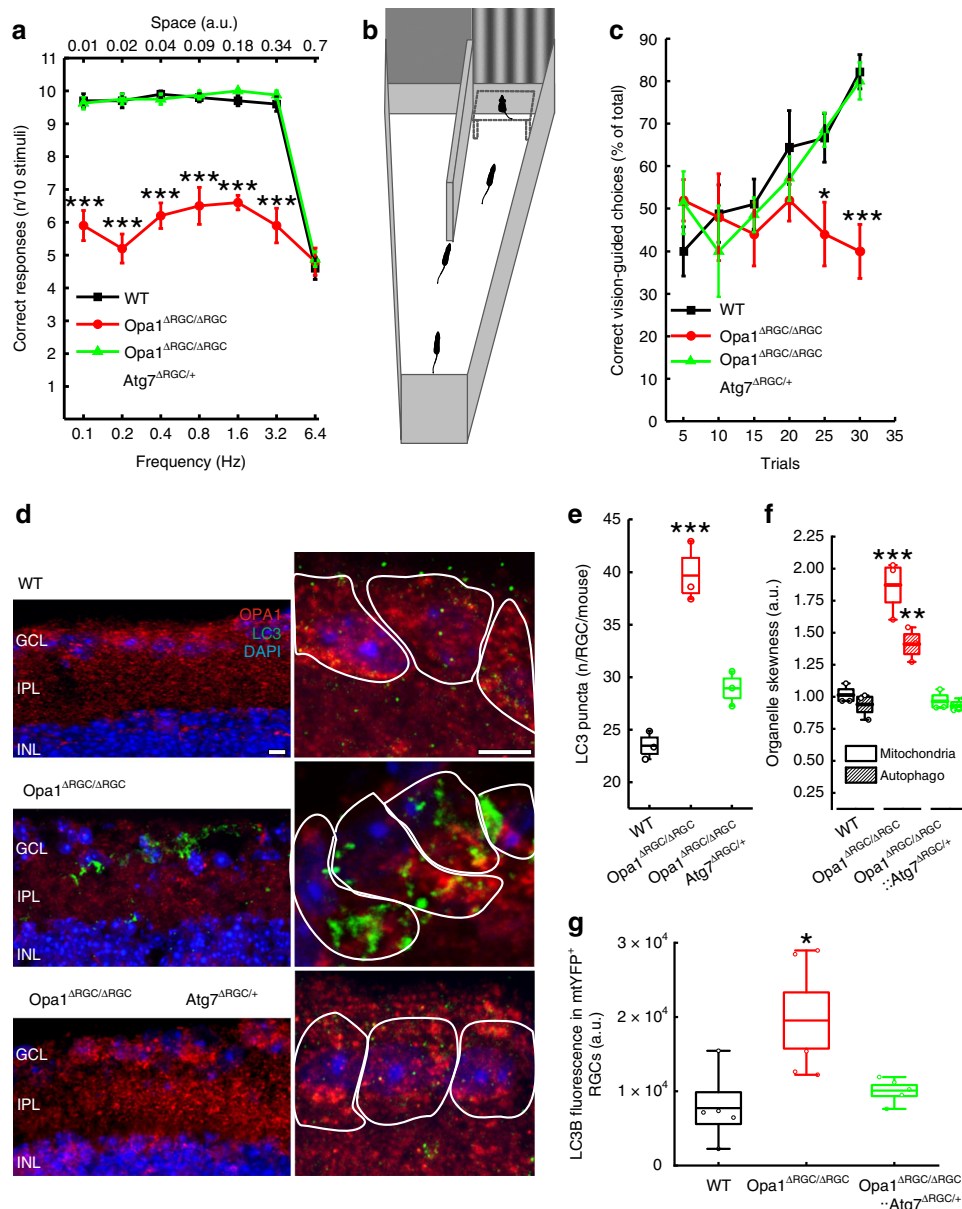 a
Space (a.u.)
0.01 0.02 0.04 0.09 0.18 0.34 0.7
Correct responses (n/10 stimuli)
10
9
8
7
6
5
4
3
2
1
*** *** *** *** *** ***
WT
Opa1ΔRGC/ΔRGC
Opa1ΔRGC/ΔRGC
Atg7ΔRGC/+
0.1 0.2 0.4 0.8 1.6 3.2 6.4
Frequency (Hz)
b
c
Correct vision-guided choices (% of total)
90
80
70
60
50
40
30
20
10
0
* ***
WT
Opa1ΔRGC/ΔRGC
Opa1ΔRGC/ΔRGC
Atg7ΔRGC/+
5 10 15 20 25 30 35
Trials
d
WT
OPA1
LC3
DAPI
GCL
IPL
INL
Opa1ΔRGC/ΔRGC
GCL
IPL
INL
Opa1ΔRGC/ΔRGC Atg7ΔRGC/+
GCL
IPL
INL
e
LC3 puncta (n/RGC/mouse)
45
40
35
30
25
22
***
WT
Opa1ΔRGC/ΔRGC
Opa1ΔRGC/ΔRGC
Atg7ΔRGC/+
f
Organelle skewness (a.u.)
2.25
2.00
1.75
1.50
1.25
1.00
0.75
0.50
0.25
***
**
Mitochondria
Autophago
WT
Opa1ΔRGC/ΔRGC
Opa1ΔRGC/ΔRGC
::Atg7ΔRGC/+
g
LC3B fluorescence in mtYFP+
RGCs (a.u.)
3 × 10⁴
2 × 10⁴
1 × 10⁴
0
*
WT
Opa1ΔRGC/ΔRGC
Opa1ΔRGC/ΔRGC
::Atg7ΔRGC/+